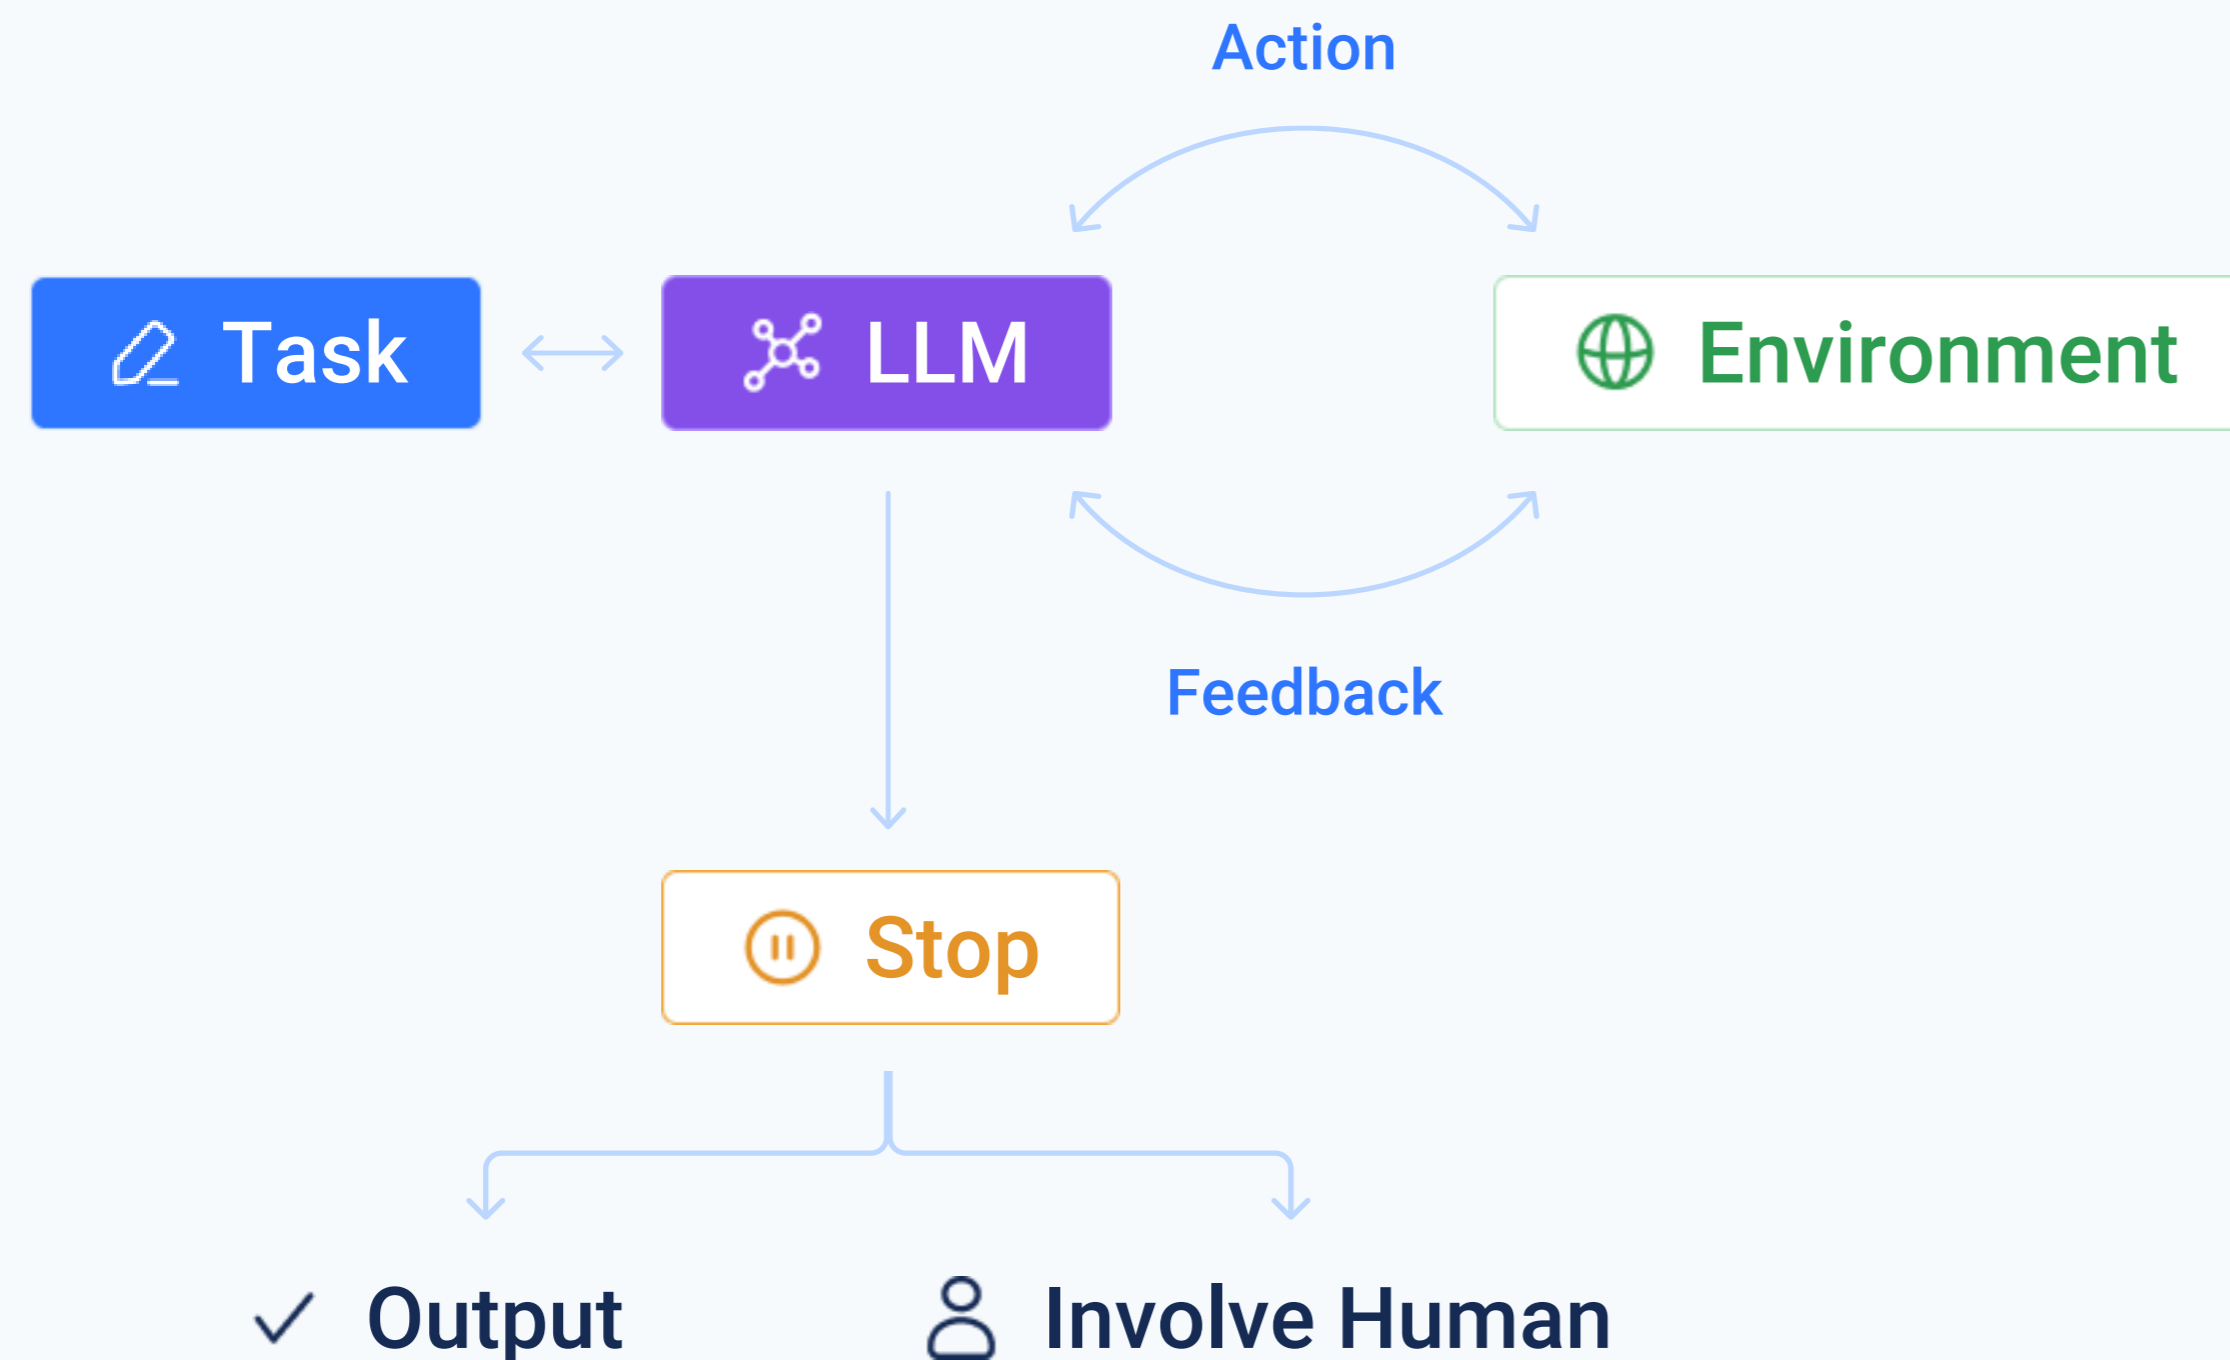 Action
Task
LLM
Environment
Feedback
Stop
Output
Involve Human